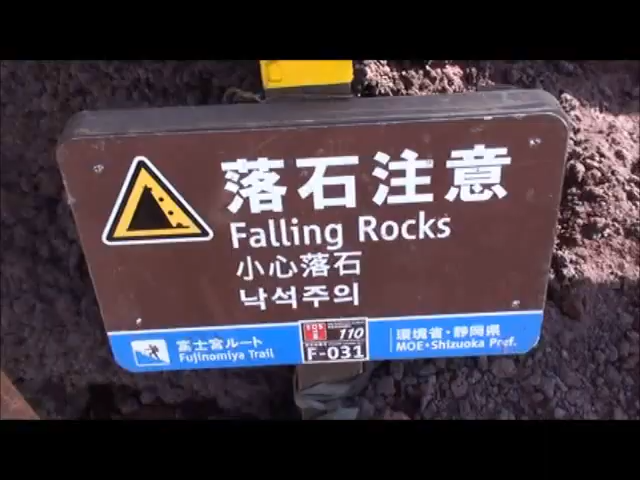 落石注意
Falling Rocks
小心落石
낙석주의
富士宮ルート
Fujinomiya Trail
SOS
110
F-031
環境省・静岡県
MOE・Shizuoka Pref.